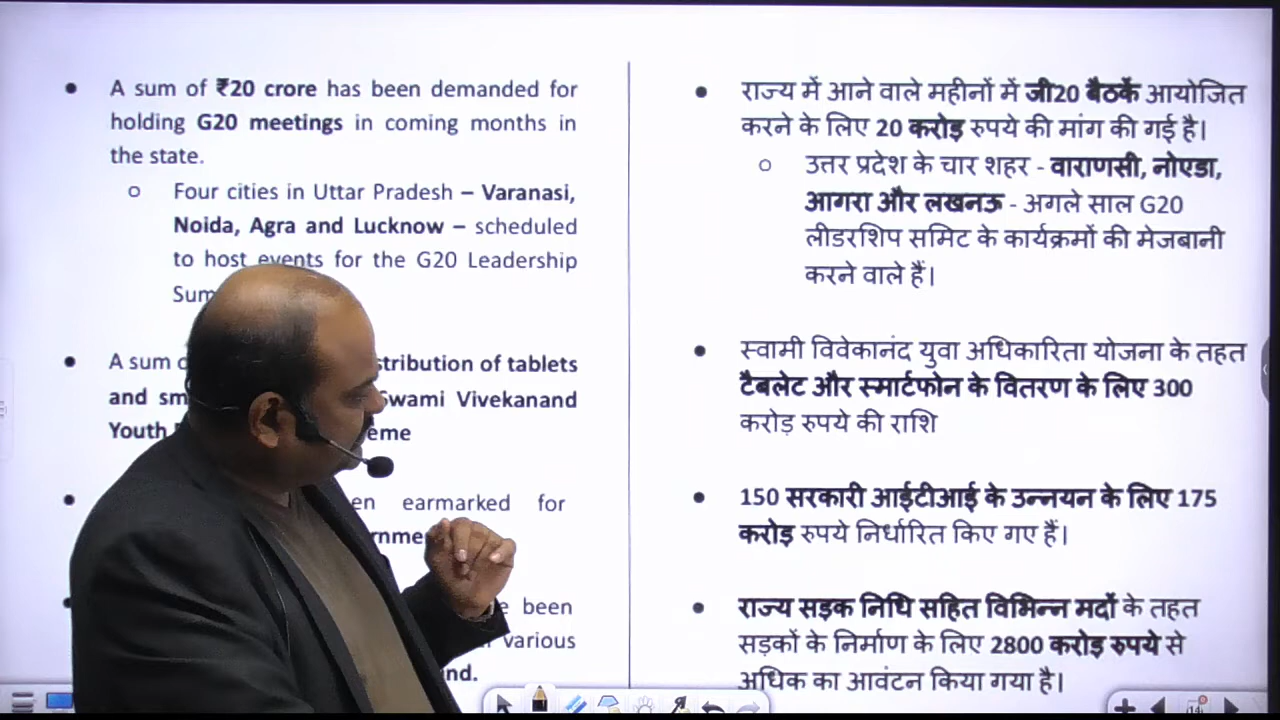 • A sum of ₹20 crore has been demanded for
holding G20 meetings in coming months in
the state.
o Four cities in Uttar Pradesh – Varanasi,
Noida, Agra and Lucknow – scheduled
to host events for the G20 Leadership
• A sum
stribution of tablets
and
Swami Vivekanand
Youth
• earmarked for
• been
various
• राज्य में आने वाले महीनों में जी20 बैठकें आयोजित
करने के लिए 20 करोड़ रुपये की मांग की गई है।
o उत्तर प्रदेश के चार शहर - वाराणसी, नोएडा,
आगरा और लखनऊ - अगले साल G20
लीडरशिप समिट के कार्यक्रमों की मेजबानी
करने वाले हैं।
• स्वामी विवेकानंद युवा अधिकारिता योजना के तहत
टैबलेट और स्मार्टफोन के वितरण के लिए 300
करोड़ रुपये की राशि
• 150 सरकारी आईटीआई के उन्नयन के लिए 175
करोड़ रुपये निर्धारित किए गए हैं।
• राज्य सड़क निधि सहित विभिन्न मदों के तहत
सड़कों के निर्माण के लिए 2800 करोड़ रुपये से
अधिक का आवंटन किया गया है।